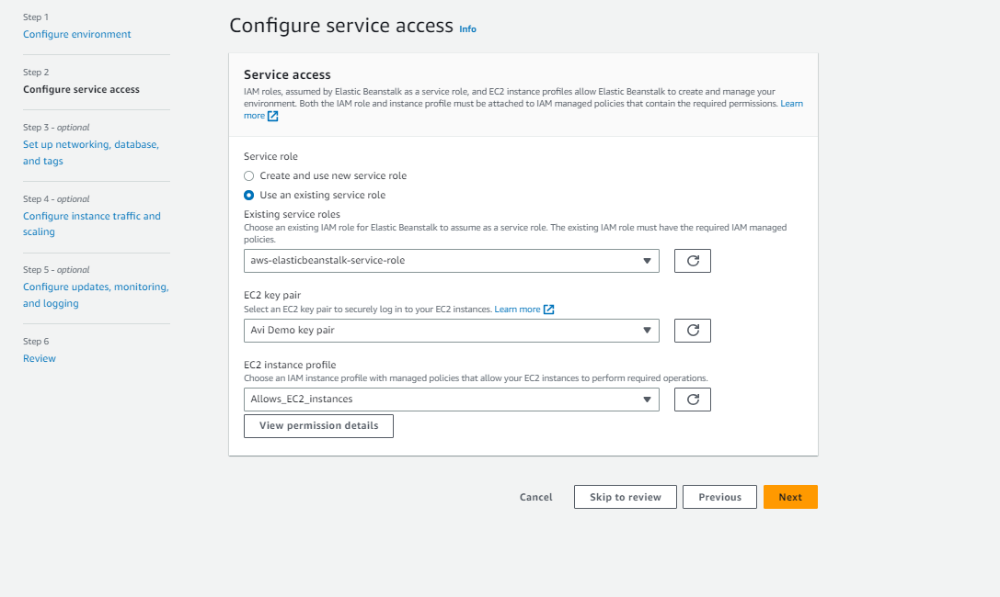 Step 1
Configure environment
Step 2
Configure service access
Step 3 - optional
Set up networking, database,
and tags
Step 4 - optional
Configure instance traffic and
scaling
Step 5 - optional
Configure updates, monitoring,
and logging
Step 6
Review
Configure service access Info
Service access
IAM roles, assumed by Elastic Beanstalk as a service role, and EC2 instance profiles allow Elastic Beanstalk to create and manage your
environment. Both the IAM role and instance profile must be attached to IAM managed policies that contain the required permissions. Learn
more
Service role
Create and use new service role
Use an existing service role
Existing service roles
Choose an existing IAM role for Elastic Beanstalk to assume as a service role. The existing IAM role must have the required IAM managed
policies.
aws-elasticbeanstalk-service-role
EC2 key pair
Select an EC2 key pair to securely log in to your EC2 instances. Learn more
Avi Demo key pair
EC2 instance profile
Choose an IAM instance profile with managed policies that allow your EC2 instances to perform required operations.
Allows_EC2_instances
View permission details
Cancel Skip to review Previous Next